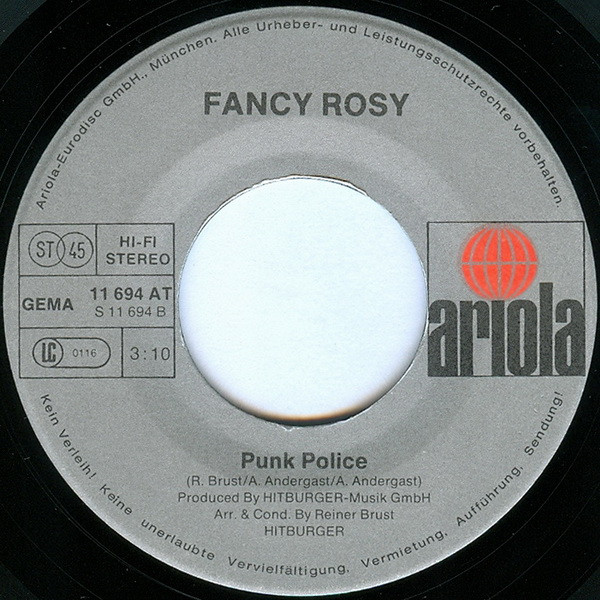 Ariola-Eurodisc GmbH., München. Alle Urheber- und Leistungsschutzrechte vorbehalten.
FANCY ROSY
ST 45
HI-FI
STEREO
GEMA
11 694 AT
S 11 694 B
LC 0116
3:10
ariola
Punk Police
(R. Brust/A. Andergast/A. Andergast)
Produced By HITBURGER-Musik GmbH
Arr. & Cond. By Reiner Brust
HITBURGER
Kein Verleih! Keine unerlaubte Vervielfältigung, Vermietung, Aufführung, Sendung!